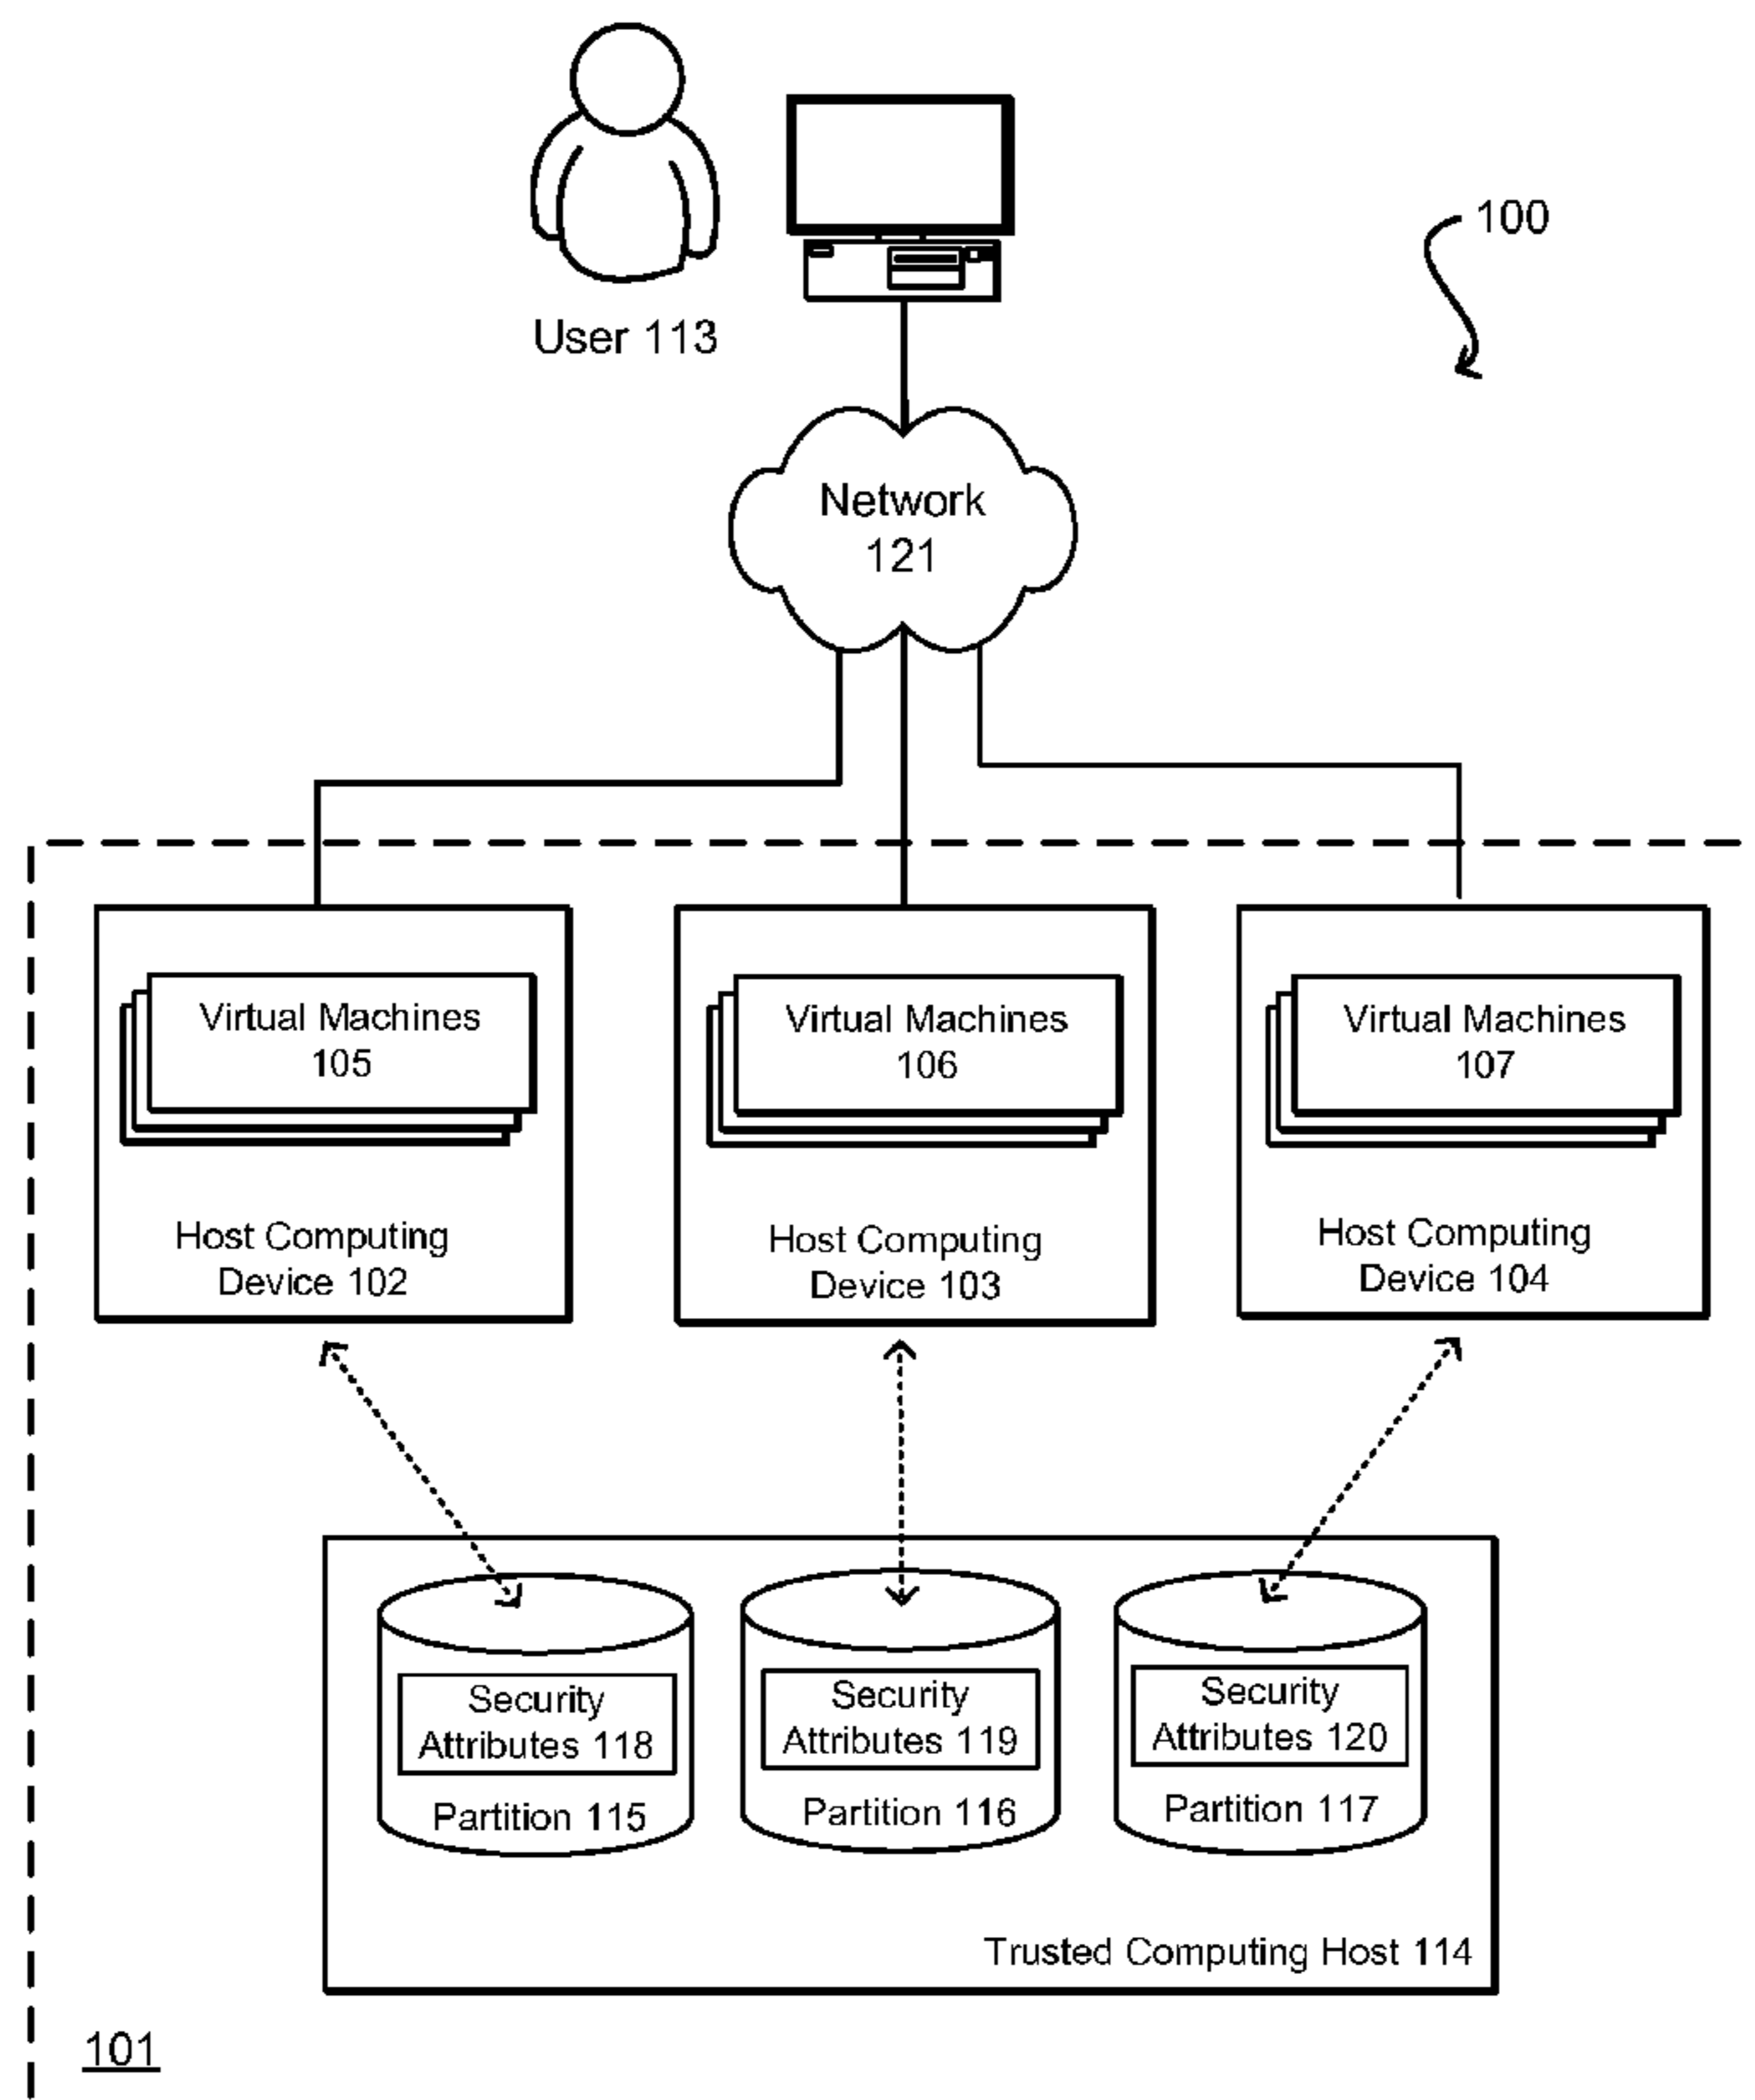 100
User 113
Network
121
Virtual Machines
105
Host Computing
Device 102
Virtual Machines
106
Host Computing
Device 103
Virtual Machines
107
Host Computing
Device 104
Security
Attributes 118
Partition 115
Security
Attributes 119
Partition 116
Security
Attributes 120
Partition 117
Trusted Computing Host 114
101